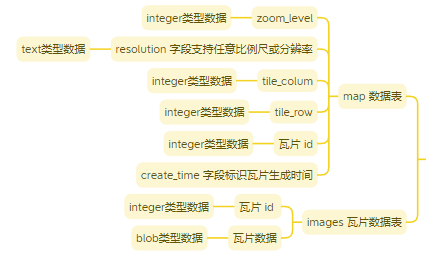 integer类型数据 zoom_level
text类型数据 resolution 字段支持任意比例尺或分辨率
integer类型数据 tile_colum
map 数据表
integer类型数据 tile_row
integer类型数据 瓦片 id
create_time 字段标识瓦片生成时间
integer类型数据 瓦片 id
images 瓦片数据表
blob类型数据 瓦片数据